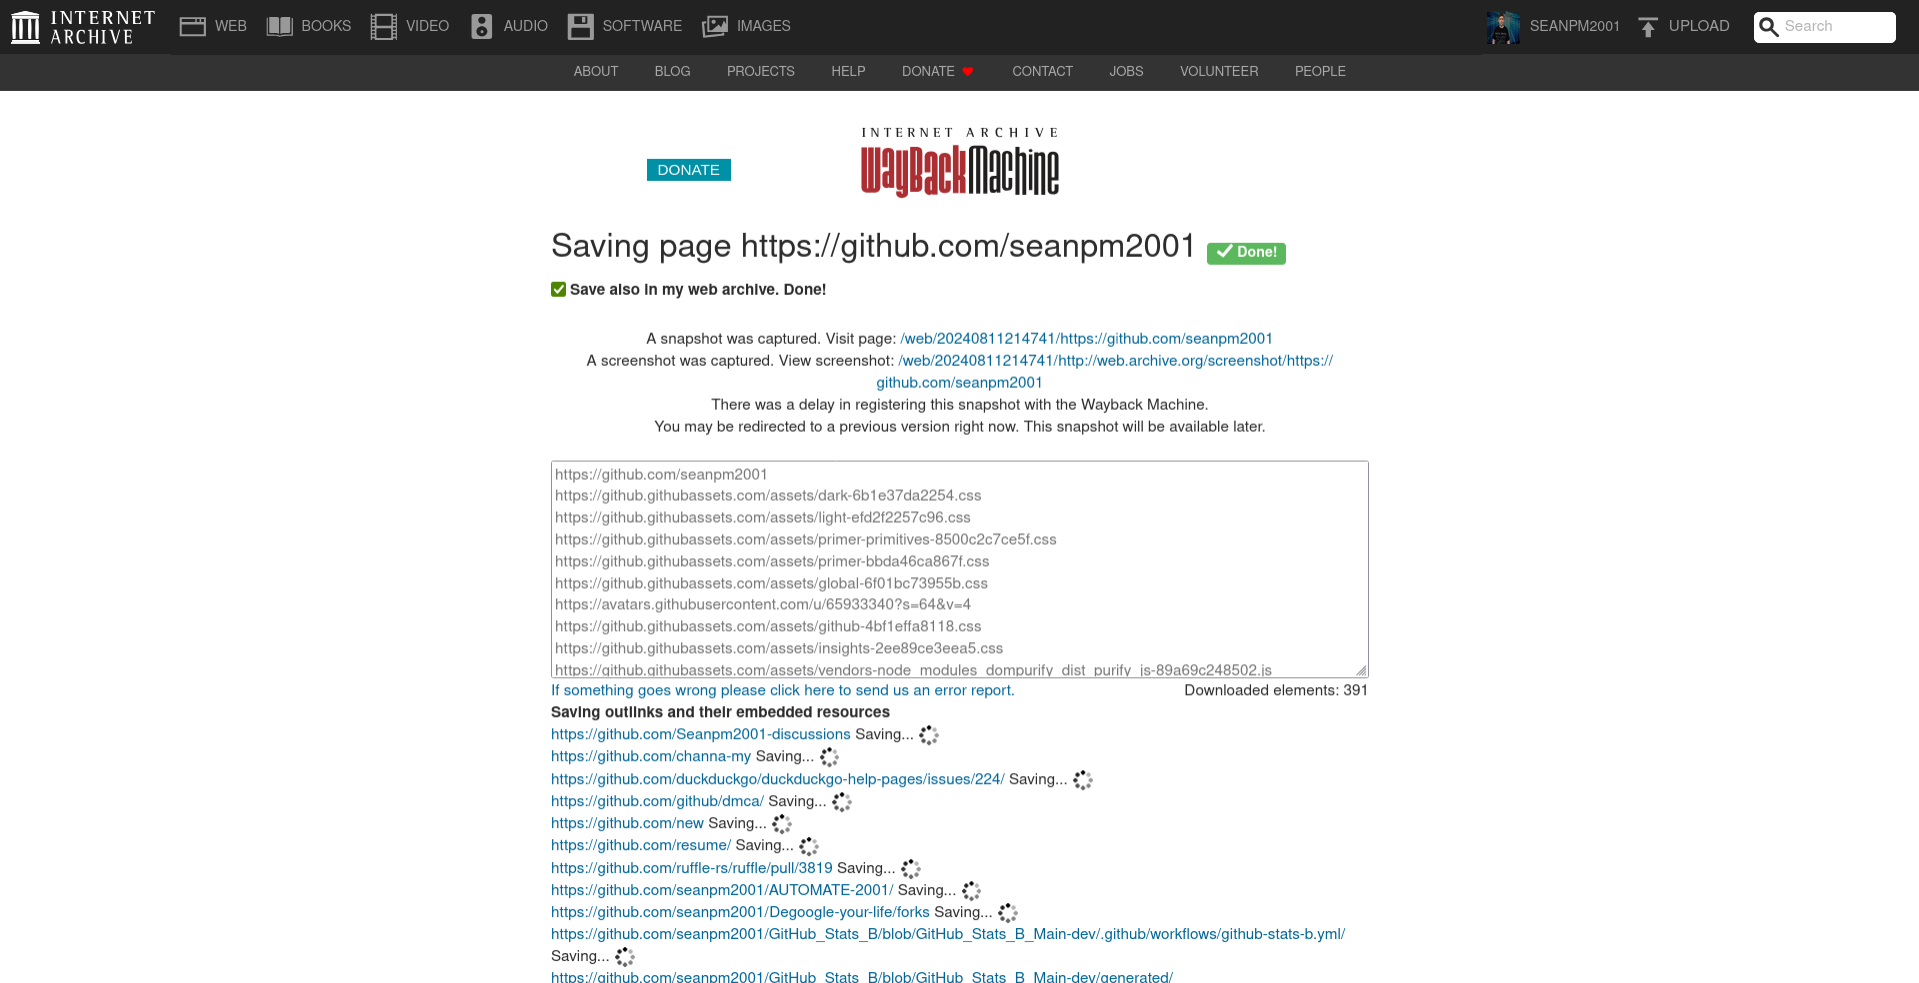 INTERNET
ARCHIVE
WEB BOOKS VIDEO AUDIO SOFTWARE IMAGES SEANPM2001 UPLOAD Search
ABOUT BLOG PROJECTS HELP DONATE CONTACT JOBS VOLUNTEER PEOPLE
INTERNET ARCHIVE
WayBackMachine
DONATE
Saving page https://github.com/seanpm2001 Done!
Save also in my web archive. Done!
A snapshot was captured. Visit page: /web/20240811214741/https://github.com/seanpm2001
A screenshot was captured. View screenshot: /web/20240811214741/http://web.archive.org/screenshot/https://
github.com/seanpm2001
There was a delay in registering this snapshot with the Wayback Machine.
You may be redirected to a previous version right now. This snapshot will be available later.
https://github.com/seanpm2001
https://github.githubassets.com/assets/dark-6b1e37da2254.css
https://github.githubassets.com/assets/light-efd2f2257c96.css
https://github.githubassets.com/assets/primer-primitives-8500c2c7ce5f.css
https://github.githubassets.com/assets/primer-bbda46ca867f.css
https://github.githubassets.com/assets/global-6f01bc73955b.css
https://avatars.githubusercontent.com/u/65933340?s=64&v=4
https://github.githubassets.com/assets/github-4bf1effa8118.css
https://github.githubassets.com/assets/insights-2ee89ce3eea5.css
https://github.githubassets.com/assets/vendors-node_modules_dompurify_dist_purify_js-89a69c248502.js
If something goes wrong please click here to send us an error report. Downloaded elements: 391
Saving outlinks and their embedded resources
https://github.com/Seanpm2001-discussions Saving...
https://github.com/channa-my Saving...
https://github.com/duckduckgo/duckduckgo-help-pages/issues/224/ Saving...
https://github.com/github/dmca/ Saving...
https://github.com/new Saving...
https://github.com/resume/ Saving...
https://github.com/ruffle-rs/ruffle/pull/3819 Saving...
https://github.com/seanpm2001/AUTOMATE-2001/ Saving...
https://github.com/seanpm2001/Degoogle-your-life/forks Saving...
https://github.com/seanpm2001/GitHub_Stats_B/blob/GitHub_Stats_B_Main-dev/.github/workflows/github-stats-b.yml/
Saving...
https://github.com/seanpm2001/GitHub_Stats_B/blob/GitHub_Stats_B_Main-dev/generated/